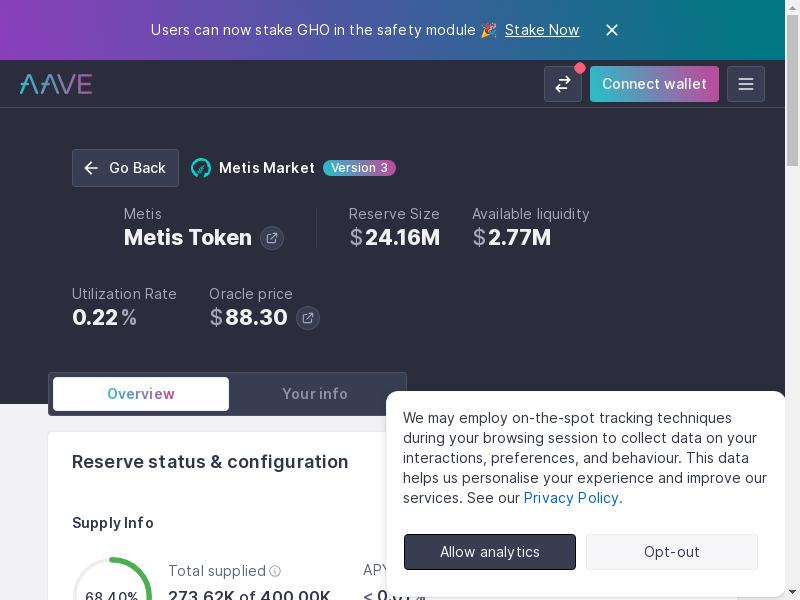 Users can now stake GHO in the safety module 🎉 Stake Now
AAVE
Connect wallet
Go Back
Metis Market
Version 3
Metis
Metis Token
Reserve Size
$24.16M
Available liquidity
$2.77M
Utilization Rate
0.22%
Oracle price
$88.30
Overview
Your info
Reserve status & configuration
Supply Info
68.40%
Total supplied
273.62K of 400.00K
APY
< 0.01%
We may employ on-the-spot tracking techniques
during your browsing session to collect data on your
interactions, preferences, and behaviour. This data
helps us personalise your experience and improve our
services. See our Privacy Policy.
Allow analytics
Opt-out